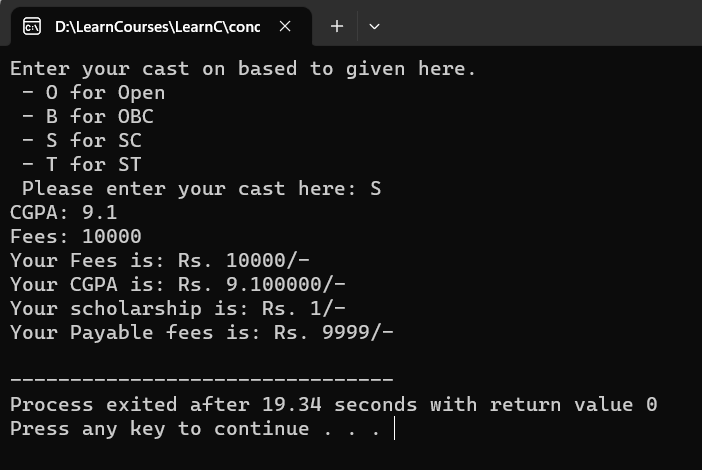 D:\LearnCourses\LearnC\conc
Enter your cast on based to given here.
- O for Open
- B for OBC
- S for SC
- T for ST
Please enter your cast here: S
CGPA: 9.1
Fees: 10000
Your Fees is: Rs. 10000/-
Your CGPA is: Rs. 9.100000/-
Your scholarship is: Rs. 1/-
Your Payable fees is: Rs. 9999/-
--------------------------------
Process exited after 19.34 seconds with return value 0
Press any key to continue . . .